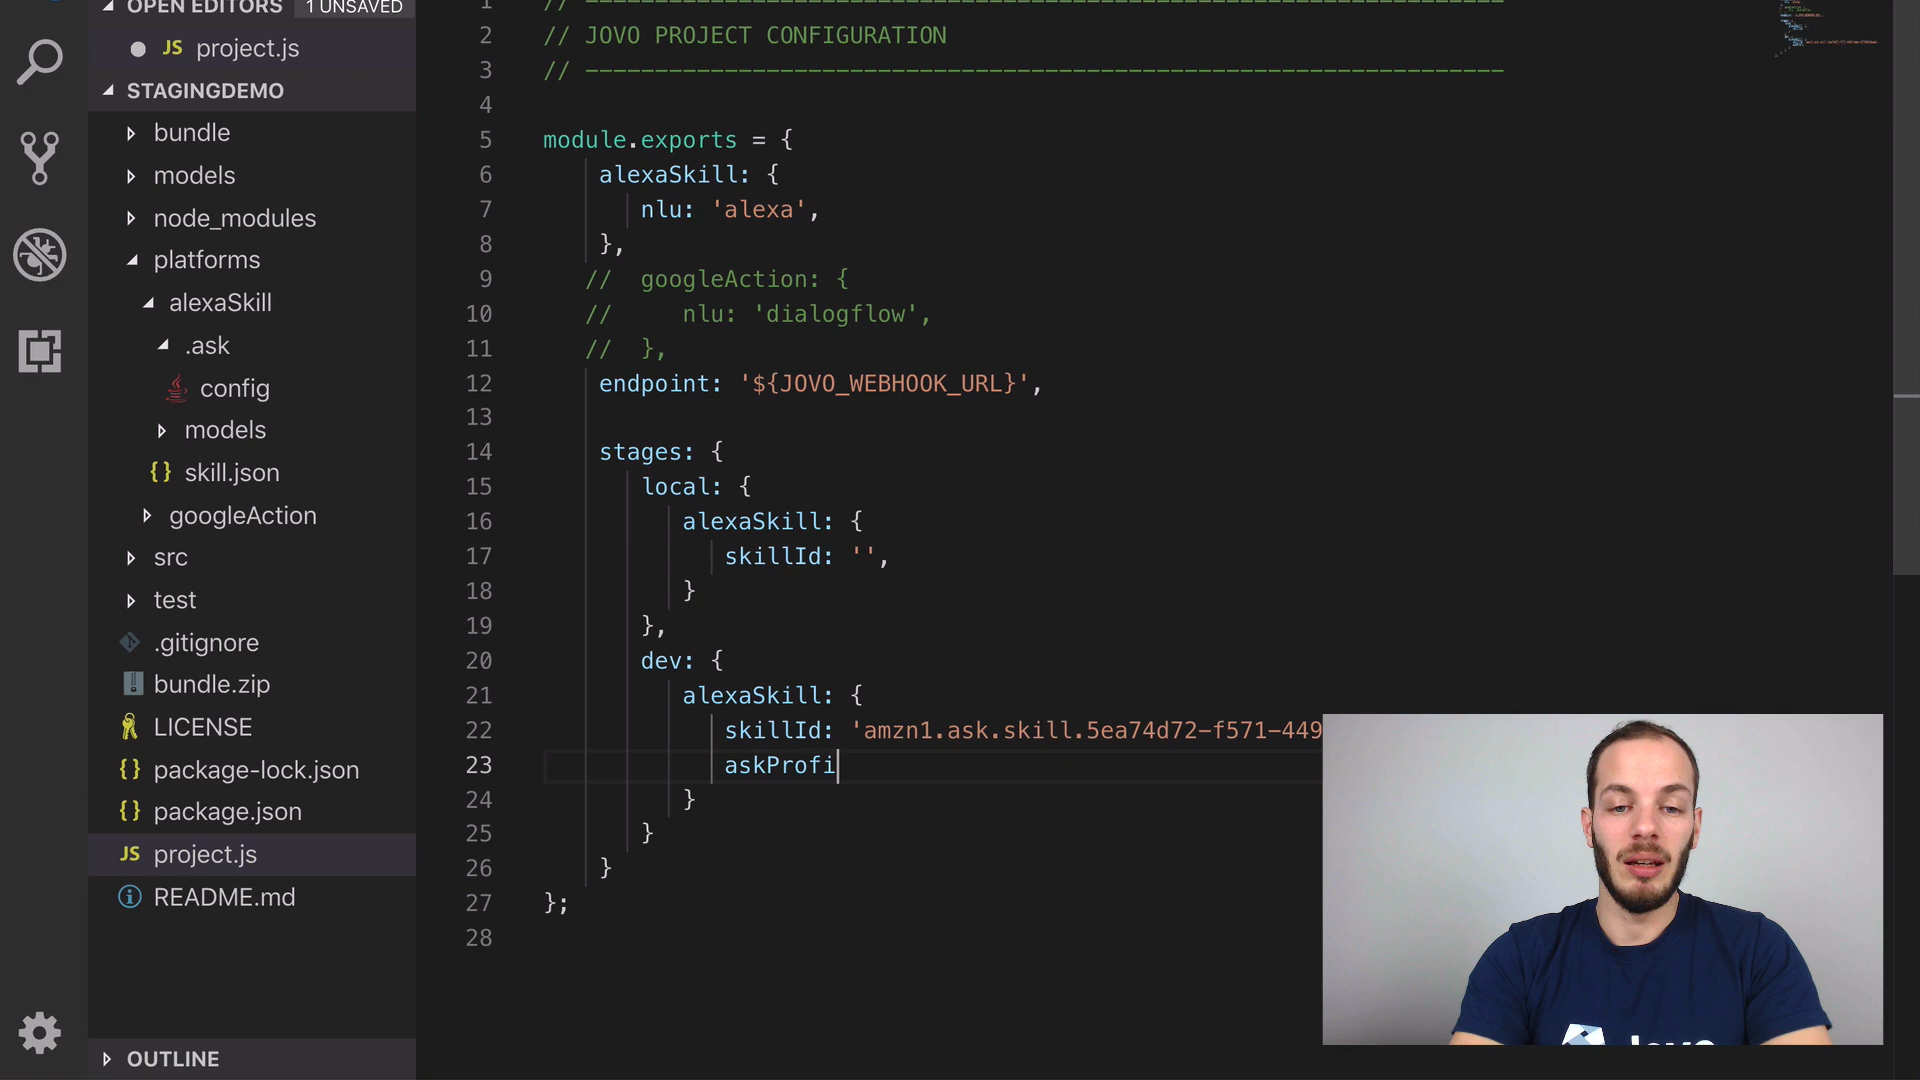 OPEN EDITORS 1 UNSAVED
JS project.js
STAGINGDEMO
bundle
models
node_modules
platforms
alexaSkill
.ask
config
models
{} skill.json
googleAction
src
test
.gitignore
bundle.zip
LICENSE
{} package-lock.json
{} package.json
JS project.js
README.md
OUTLINE
1 // ------------------------------------------------------------------
2 // JOVO PROJECT CONFIGURATION
3 // ------------------------------------------------------------------
4
5 module.exports = {
6 alexaSkill: {
7 nlu: 'alexa',
8 },
9 // googleAction: {
10 // nlu: 'dialogflow',
11 // },
12 endpoint: '${JOVO_WEBHOOK_URL}',
13
14 stages: {
15 local: {
16 alexaSkill: {
17 skillId: '',
18 }
19 },
20 dev: {
21 alexaSkill: {
22 skillId: 'amzn1.ask.skill.5ea74d72-f571-449
23 askProfi
24 }
25 }
26 }
27 };
28
Jovo